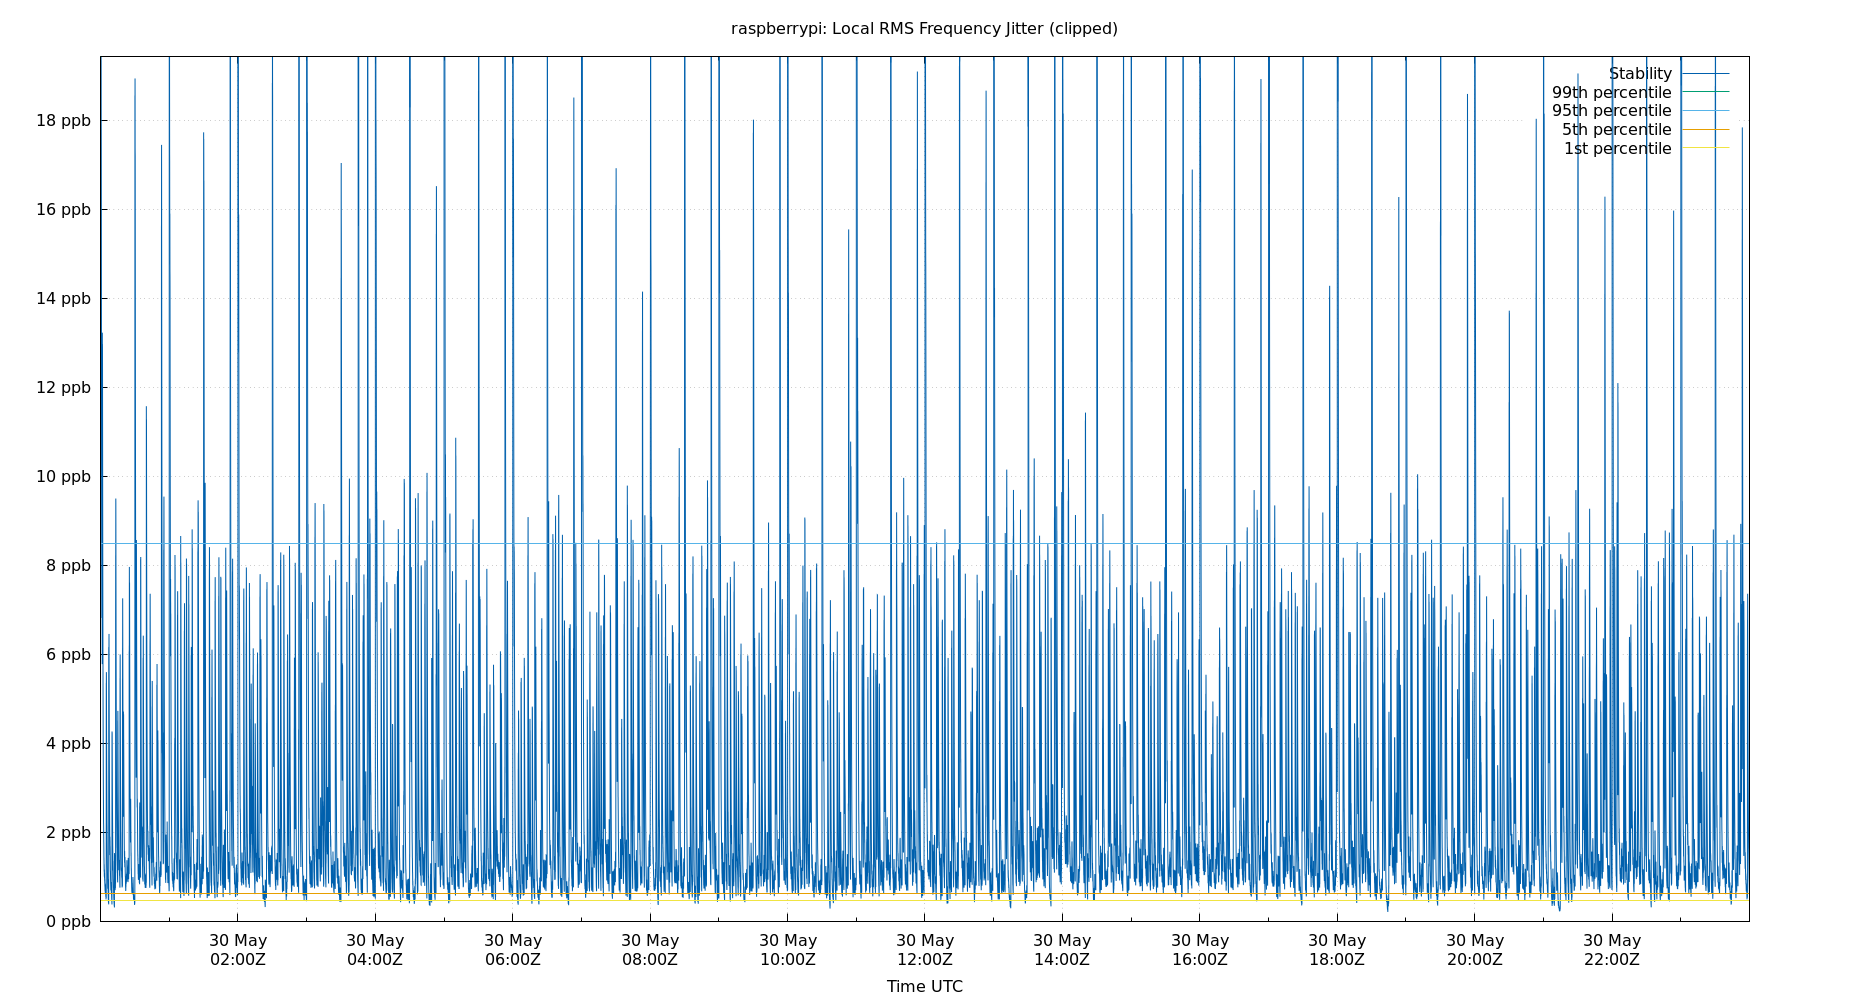 raspberrypi: Local RMS Frequency Jitter (clipped)
Stability
99th percentile
95th percentile
5th percentile
1st percentile
18 ppb
16 ppb
14 ppb
12 ppb
10 ppb
8 ppb
6 ppb
4 ppb
2 ppb
0 ppb
30 May 30 May 30 May 30 May 30 May 30 May 30 May 30 May 30 May 30 May 30 May
02:00Z 04:00Z 06:00Z 08:00Z 10:00Z 12:00Z 14:00Z 16:00Z 18:00Z 20:00Z 22:00Z
Time UTC